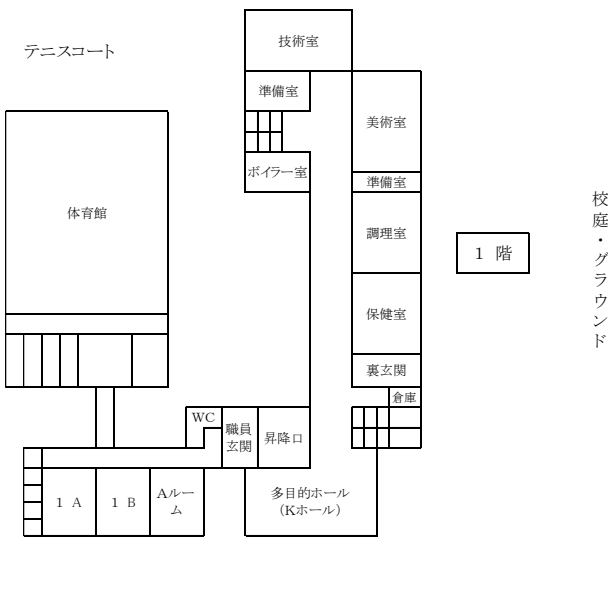 テニスコート
技術室
準備室
美術室
ボイラー室
準備室
体育館
調理室
1 階
校庭・グラウンド
保健室
裏玄関
倉庫
WC
職員
玄関
昇降口
1 A
1 B
Aルー
ム
多目的ホール
（Kホール）